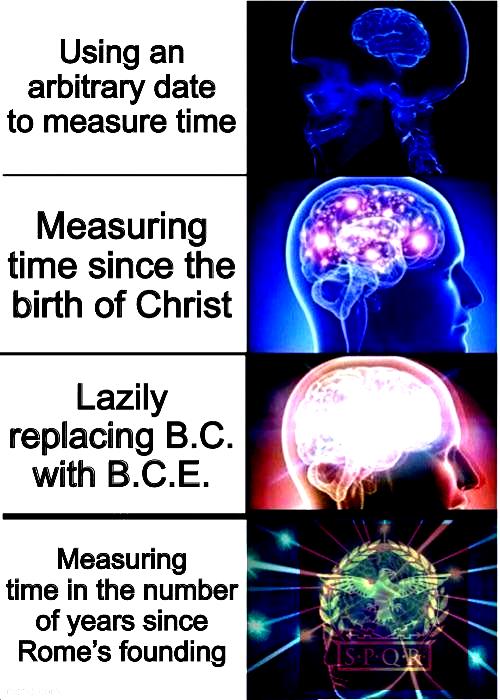 Using an
arbitrary date
to measure time
Measuring
time since the
birth of Christ
Lazily
replacing B.C.
with B.C.E.
Measuring
time in the number
of years since
Rome's founding
S·P·Q·R